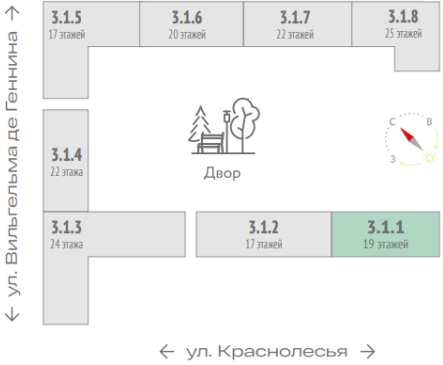 3.1.5
17 этажей
3.1.6
20 этажей
3.1.7
22 этажей
3.1.8
25 этажей
ул. Вильгельма де Геннина
С
В
З
Двор
3.1.4
22 этажа
3.1.3
24 этажа
3.1.2
17 этажей
3.1.1
19 этажей
ул. Краснолесья